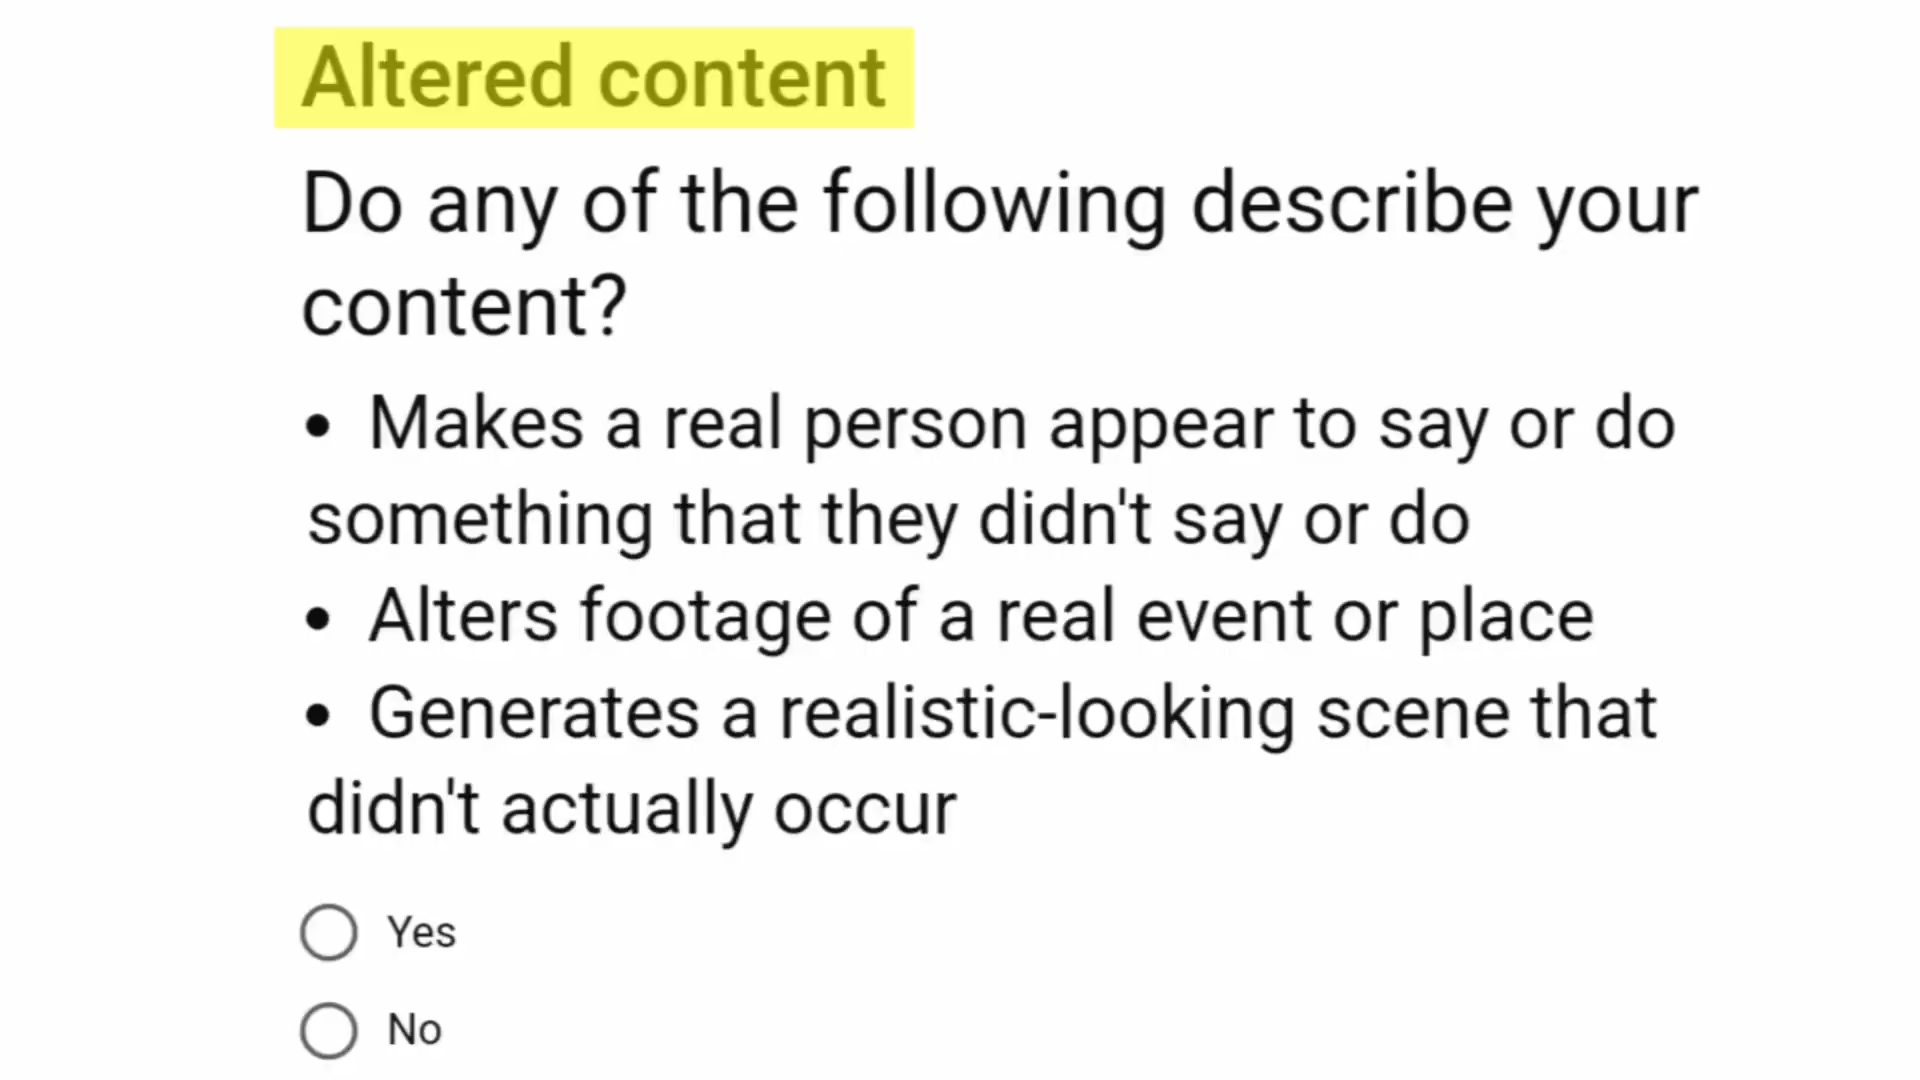 Altered content
Do any of the following describe your
content?
• Makes a real person appear to say or do
something that they didn't say or do
• Alters footage of a real event or place
• Generates a realistic-looking scene that
didn't actually occur
Yes
No